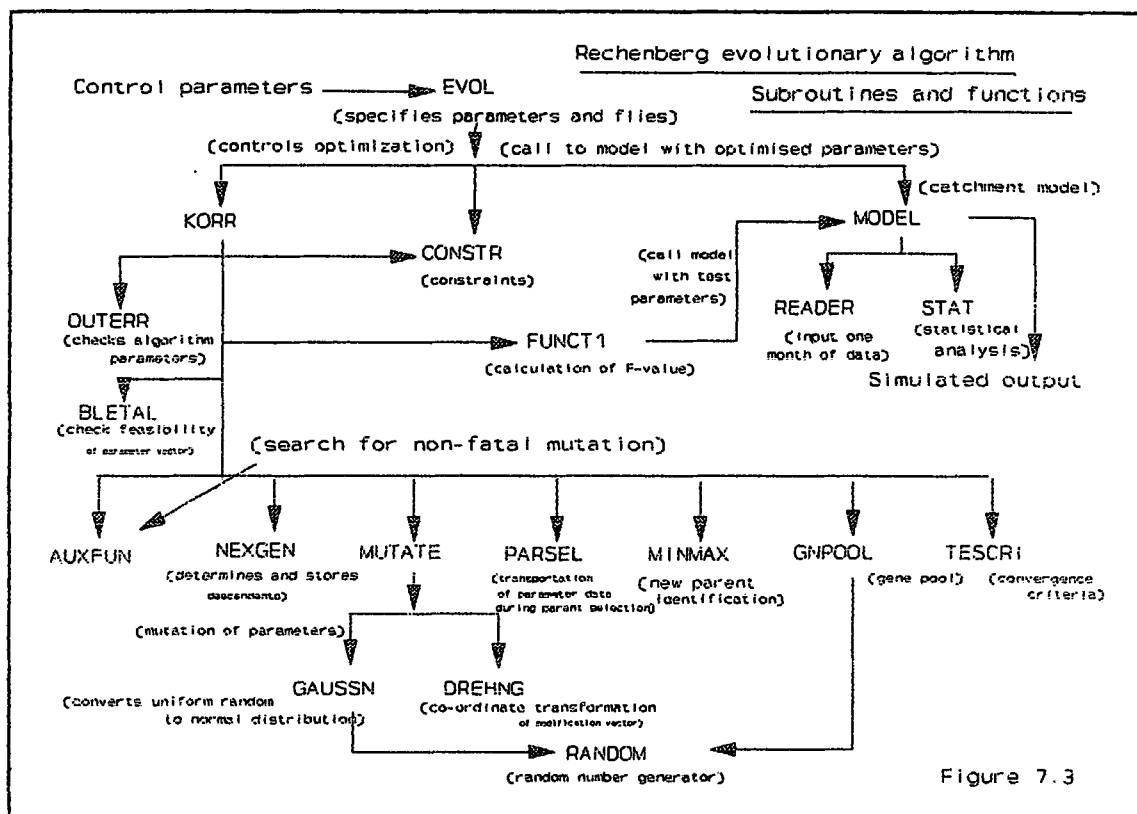 Rechenberg evolutionary algorithm
Subroutines and functions
Control parameters
EVOL
(specifies parameters and files)
(controls optimization)
(call to model with optimised parameters)
(catchment model)
KORR
MODEL
CONSTR
(constraints)
(call model
with test
parameters)
OUTERR
(checks algorithm
parameters)
READER
(input one
month of data)
STAT
(statistical
analysis)
FUNCT1
(calculation of F-value)
Simulated output
BLETAL
(check feasibility
of parameter vector)
(search for non-fatal mutation)
AUXFUN
NEXGEN
(determines and stores
descendants)
MUTATE
PARSEL
(transportation
of parameter data
during parent selection)
MINMAX
(new parent
identification)
GNPOOL
(gene pool)
TESCRI
(convergence
criteria)
(mutation of parameters)
GAUSSN
(converts uniform random
to normal distribution)
DREHNG
(co-ordinate transformation
of modification vector)
RANDOM
(random number generator)
Figure 7.3